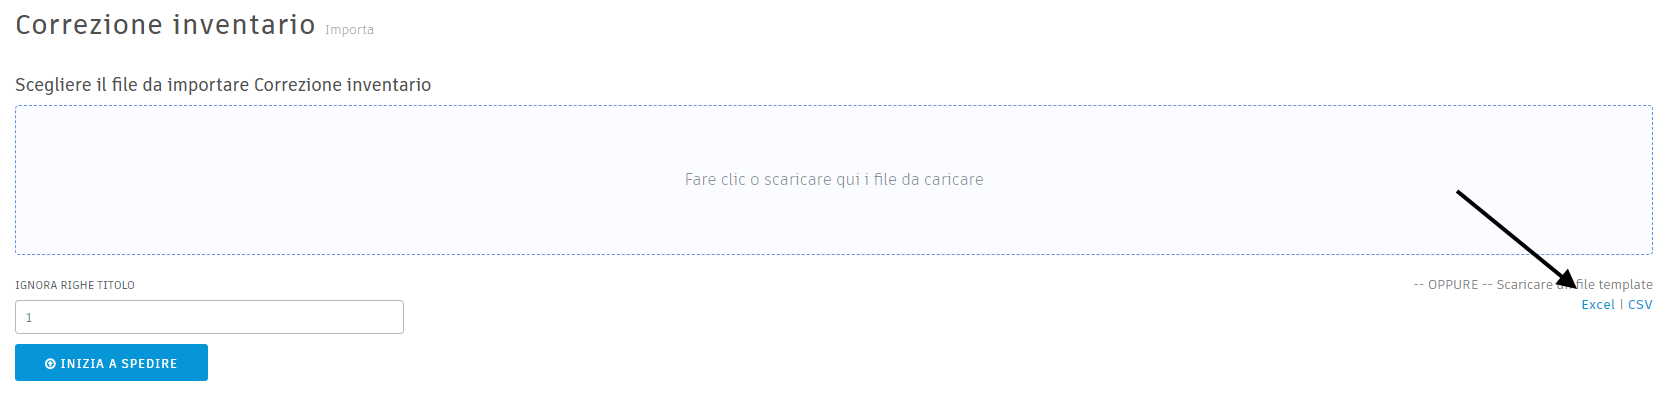 Correzione inventario Importa
Scegliere il file da importare Correzione inventario
Fare clic o scaricare qui i file da caricare
IGNORA RIGHE TITOLO
-- OPPURE -- Scaricare un file template
1
Excel | CSV
INIZIA A SPEDIRE